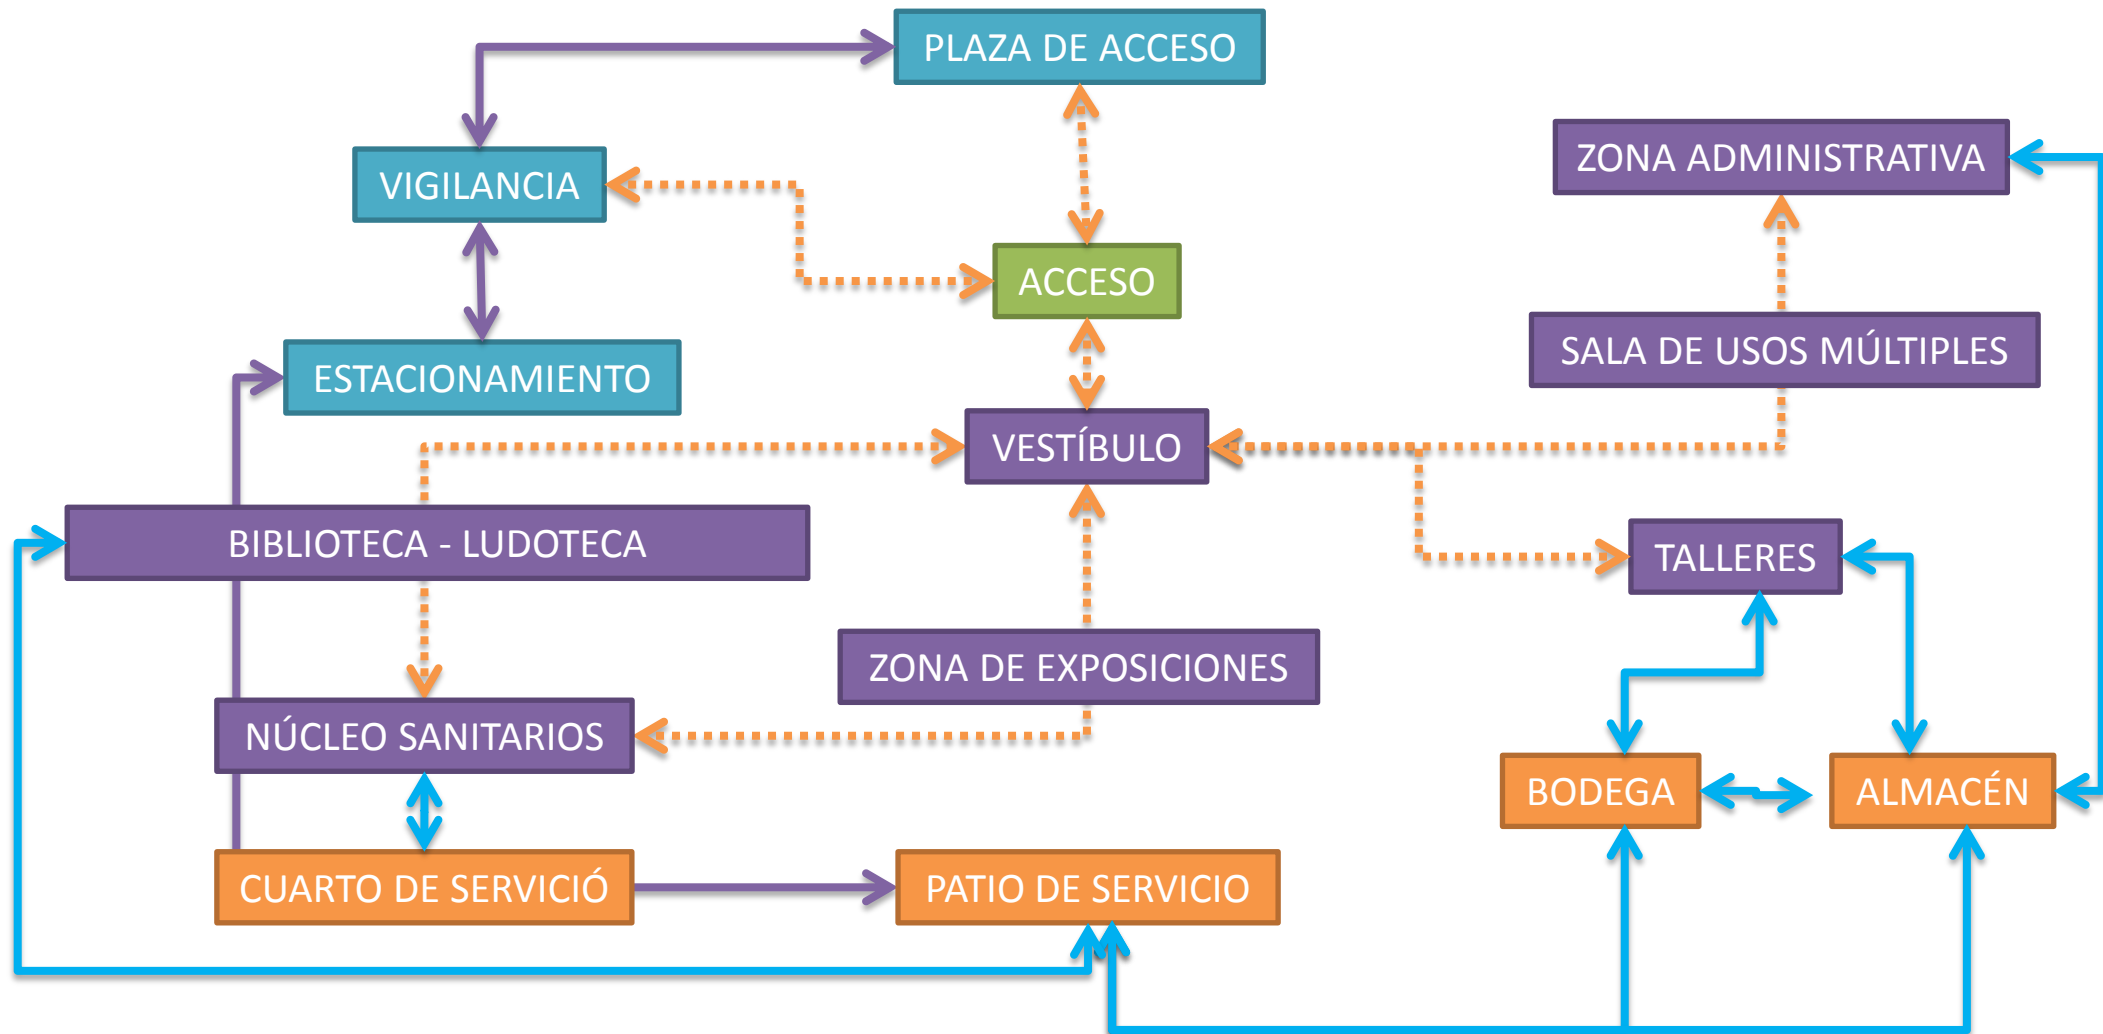 PLAZA DE ACCESO
ZONA ADMINISTRATIVA
VIGILANCIA
ACCESO
SALA DE USOS MÚLTIPLES
ESTACIONAMIENTO
VESTÍBULO
BIBLIOTECA - LUDOTECA
TALLERES
ZONA DE EXPOSICIONES
NÚCLEO SANITARIOS
BODEGA
ALMACÉN
CUARTO DE SERVICIÓ
PATIO DE SERVICIO